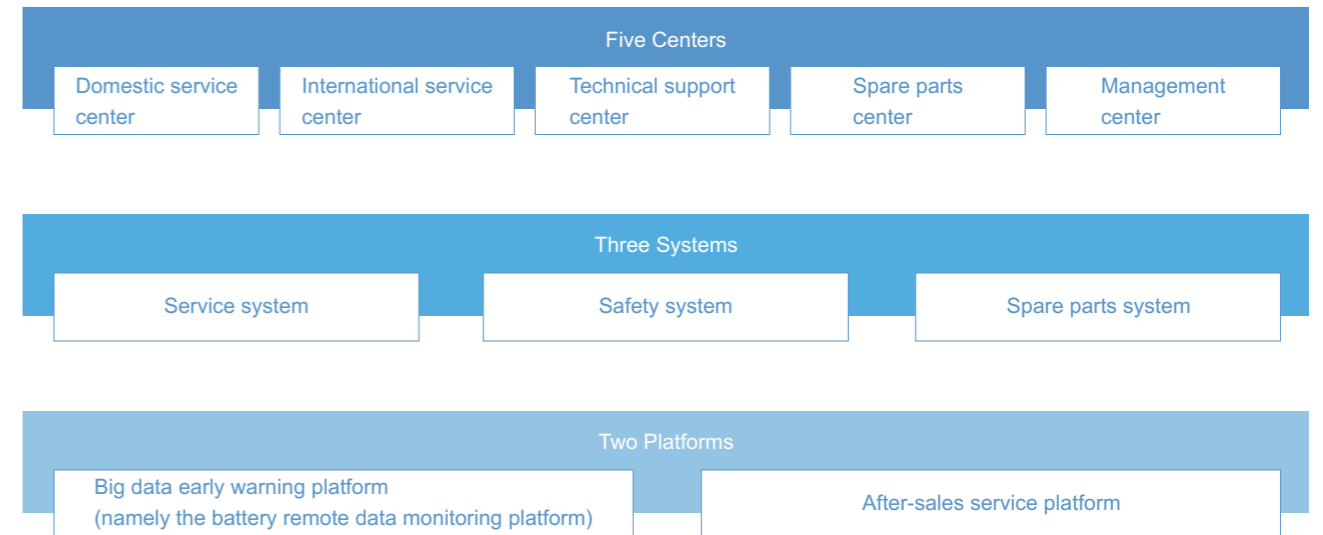 Five Centers
Domestic service
center
International service
center
Technical support
center
Spare parts
center
Management
center
Three Systems
Service system
Safety system
Spare parts system
Two Platforms
Big data early warning platform
(namely the battery remote data monitoring platform)
After-sales service platform